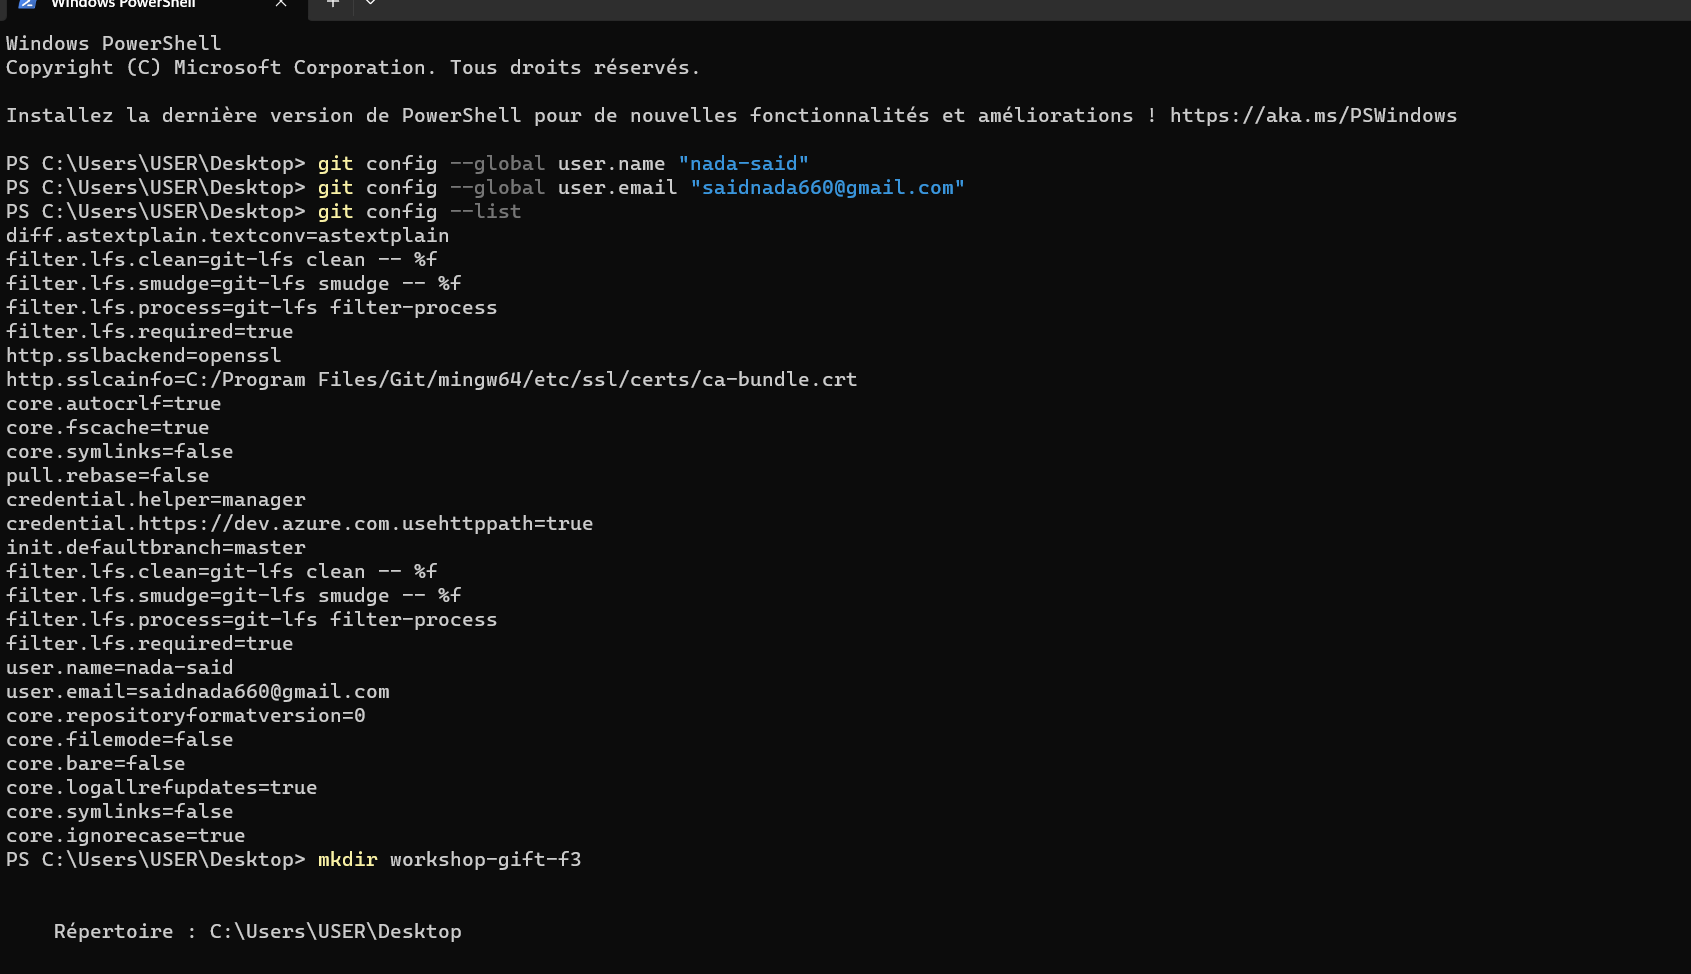 Windows PowerShell
Windows PowerShell
Copyright (C) Microsoft Corporation. Tous droits réservés.
Installez la dernière version de PowerShell pour de nouvelles fonctionnalités et améliorations ! https://aka.ms/PSWindows
PS C:\Users\USER\Desktop> git config --global user.name "nada-said"
PS C:\Users\USER\Desktop> git config --global user.email "saidnada660@gmail.com"
PS C:\Users\USER\Desktop> git config --list
diff.astextplain.textconv=astextplain
filter.lfs.clean=git-lfs clean -- %f
filter.lfs.smudge=git-lfs smudge -- %f
filter.lfs.process=git-lfs filter-process
filter.lfs.required=true
http.sslbackend=openssl
http.sslcainfo=C:/Program Files/Git/mingw64/etc/ssl/certs/ca-bundle.crt
core.autocrlf=true
core.fscache=true
core.symlinks=false
pull.rebase=false
credential.helper=manager
credential.https://dev.azure.com.usehttppath=true
init.defaultbranch=master
filter.lfs.clean=git-lfs clean -- %f
filter.lfs.smudge=git-lfs smudge -- %f
filter.lfs.process=git-lfs filter-process
filter.lfs.required=true
user.name=nada-said
user.email=saidnada660@gmail.com
core.repositoryformatversion=0
core.filemode=false
core.bare=false
core.logallrefupdates=true
core.symlinks=false
core.ignorecase=true
PS C:\Users\USER\Desktop> mkdir workshop-gift-f3
Répertoire : C:\Users\USER\Desktop